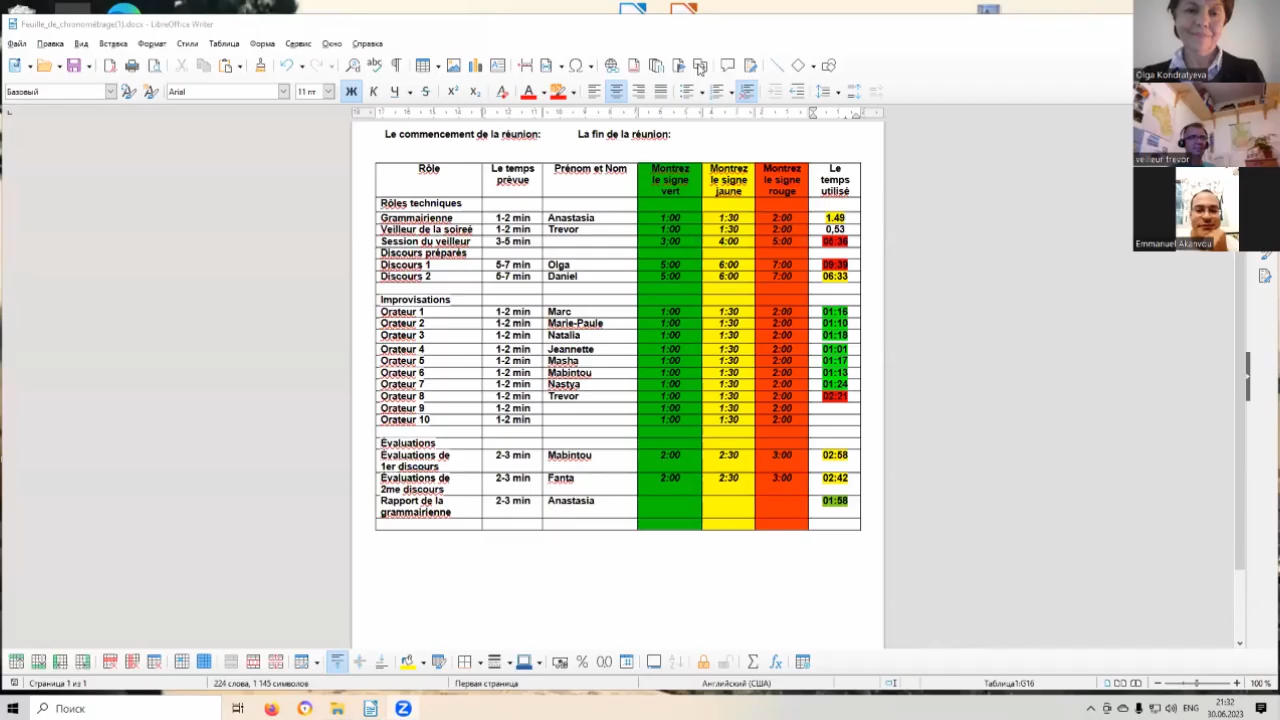 Feuille_de_chronométrage(1).docx - LibreOffice Writer
Файл Правка Вид Вставка Формат Стили Таблица Форма Сервис Окно Справка
Базовый Arial 11 пт
Le commencement de la réunion: La fin de la réunion:
Rôle Le temps prévue Prénom et Nom Montrez le signe vert Montrez le signe jaune Montrez le signe rouge Le temps utilisé
Rôles techniques
Grammairienne 1-2 min Anastasia 1:00 1:30 2:00 1.49
Veilleur de la soireé 1-2 min Trevor 1:00 1:30 2:00 0,53
Session du veilleur 3-5 min 3:00 4:00 5:00 05:36
Discours préparés
Discours 1 5-7 min Olga 5:00 6:00 7:00 09:39
Discours 2 5-7 min Daniel 5:00 6:00 7:00 06:33
Improvisations
Orateur 1 1-2 min Marc 1:00 1:30 2:00 01:16
Orateur 2 1-2 min Marie-Paule 1:00 1:30 2:00 01:10
Orateur 3 1-2 min Natalia 1:00 1:30 2:00 01:18
Orateur 4 1-2 min Jeannette 1:00 1:30 2:00 01:01
Orateur 5 1-2 min Masha 1:00 1:30 2:00 01:17
Orateur 6 1-2 min Mabintou 1:00 1:30 2:00 01:13
Orateur 7 1-2 min Nastya 1:00 1:30 2:00 01:24
Orateur 8 1-2 min Trevor 1:00 1:30 2:00 02:21
Orateur 9 1-2 min 1:00 1:30 2:00
Orateur 10 1-2 min 1:00 1:30 2:00
Évaluations
Évaluations de 1er discours 2-3 min Mabintou 2:00 2:30 3:00 02:58
Évaluations de 2me discours 2-3 min Fanta 2:00 2:30 3:00 02:42
Rapport de la grammairienne 2-3 min Anastasia 01:58
Olga Kondratyeva
veilleur trevor
Emmanuel Akanvou
Страница 1 из 1 224 слова, 1 145 символов Первая страница Английский (США) Таблица1:G16 100 %
Поиск
ENG 21:32
30.06.2023